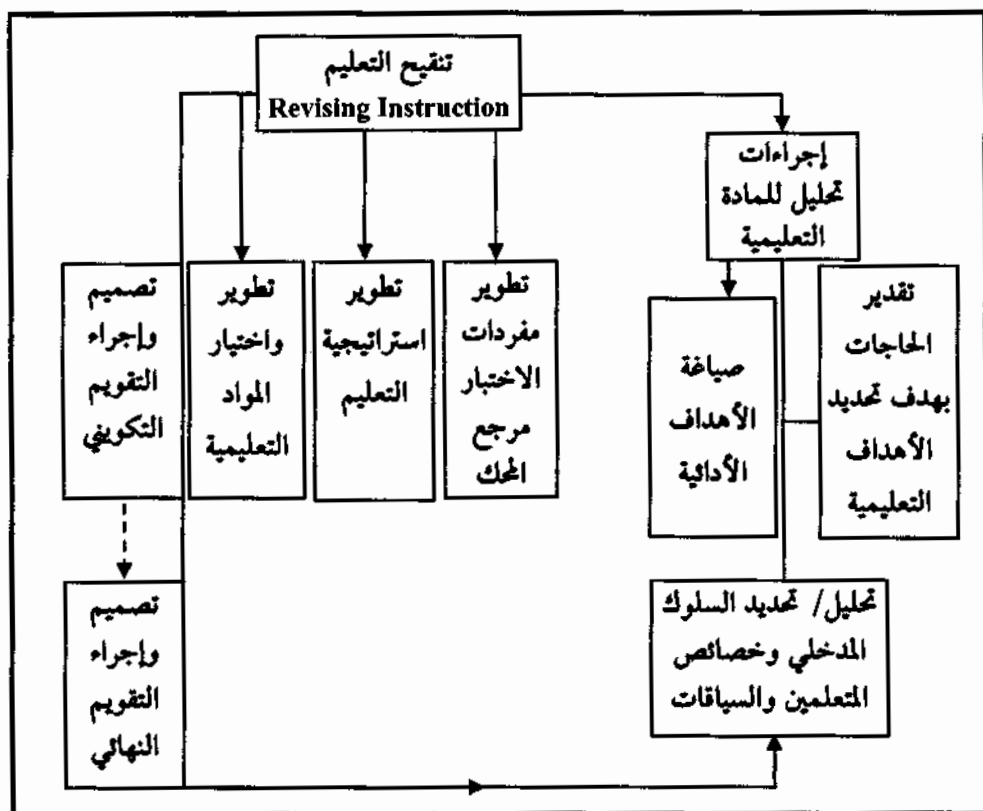 تنقيح التعليم
Revising Instruction
إجراءات
تحليل للمادة
التعليمية
تقدير
الحاجات
بهدف تحديد
الأهداف
التعليمية
صياغة
الأهداف
الأدائية
تطوير
مفردات
الاختبار
مرجع
المحك
تطوير
استراتيجية
التعليم
تطوير
واختيار
المواد
التعليمية
تصميم
وإجراء
التقويم
التكويني
تحليل/ تحديد السلوك
المدخلي وخصائص
المتعلمين والسياقات
تصميم
وإجراء
التقويم
النهائي